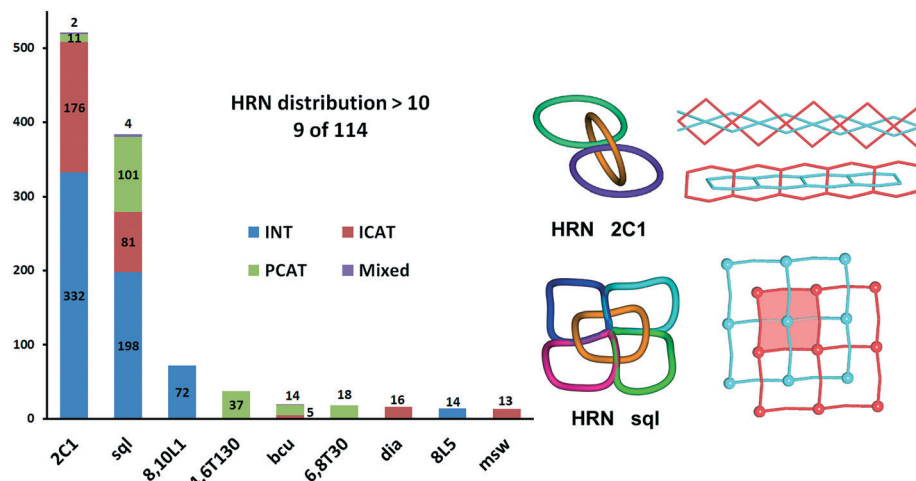 2
500
11
176
4
400
HRN distribution > 10
9 of 114
101
300
INT
ICAT
81
PCAT
Mixed
HRN 2C1
200
332
198
100
72
37
14
5
18
16
14
13
0
2C1
sql
8,10L1
4,6T130
bcu
6,8T30
dia
8L5
msw
HRN sql